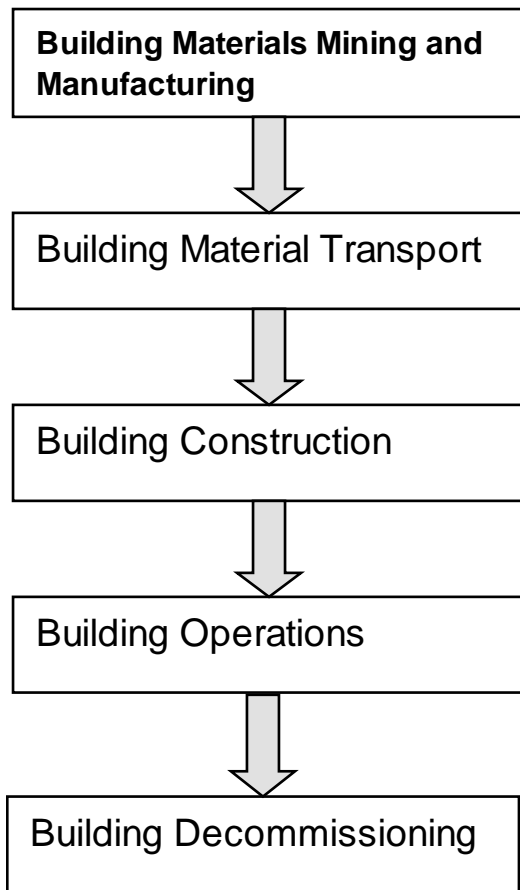 Building Materials Mining and
Manufacturing
Building Material Transport
Building Construction
Building Operations
Building Decommissioning